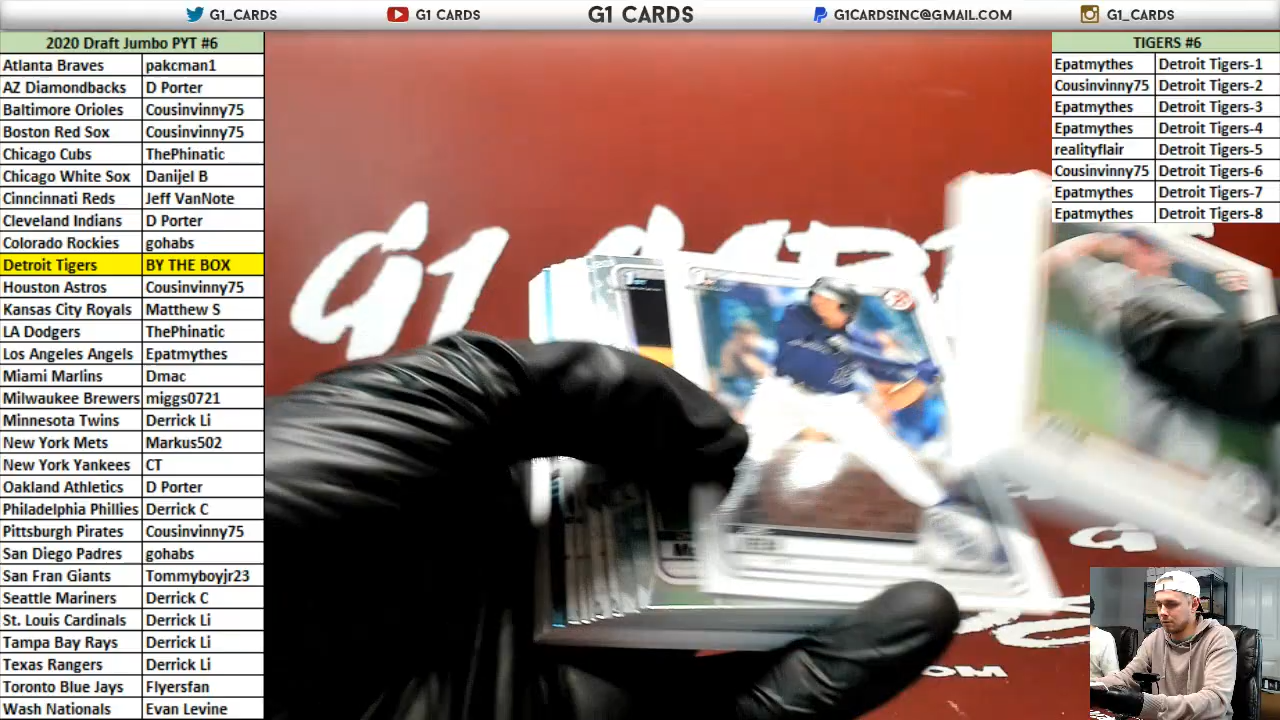 G1_CARDS G1 CARDS G1 CARDS G1CARDSINC@GMAIL.COM G1_CARDS
2020 Draft Jumbo PYT #6
Atlanta Braves pakcman1
AZ Diamondbacks D Porter
Baltimore Orioles Cousinvinny75
Boston Red Sox Cousinvinny75
Chicago Cubs ThePhinatic
Chicago White Sox Danijel B
Cinncinnati Reds Jeff VanNote
Cleveland Indians D Porter
Colorado Rockies gohabs
Detroit Tigers BY THE BOX
Houston Astros Cousinvinny75
Kansas City Royals Matthew S
LA Dodgers ThePhinatic
Los Angeles Angels Epatmythes
Miami Marlins Dmac
Milwaukee Brewers miggs0721
Minnesota Twins Derrick Li
New York Mets Markus502
New York Yankees CT
Oakland Athletics D Porter
Philadelphia Phillies Derrick C
Pittsburgh Pirates Cousinvinny75
San Diego Padres gohabs
San Fran Giants Tommyboyjr23
Seattle Mariners Derrick C
St. Louis Cardinals Derrick Li
Tampa Bay Rays Derrick Li
Texas Rangers Derrick Li
Toronto Blue Jays Flyersfan
Wash Nationals Evan Levine
TIGERS #6
Epatmythes Detroit Tigers-1
Cousinvinny75 Detroit Tigers-2
Epatmythes Detroit Tigers-3
Epatmythes Detroit Tigers-4
realityflair Detroit Tigers-5
Cousinvinny75 Detroit Tigers-6
Epatmythes Detroit Tigers-7
Epatmythes Detroit Tigers-8
G1